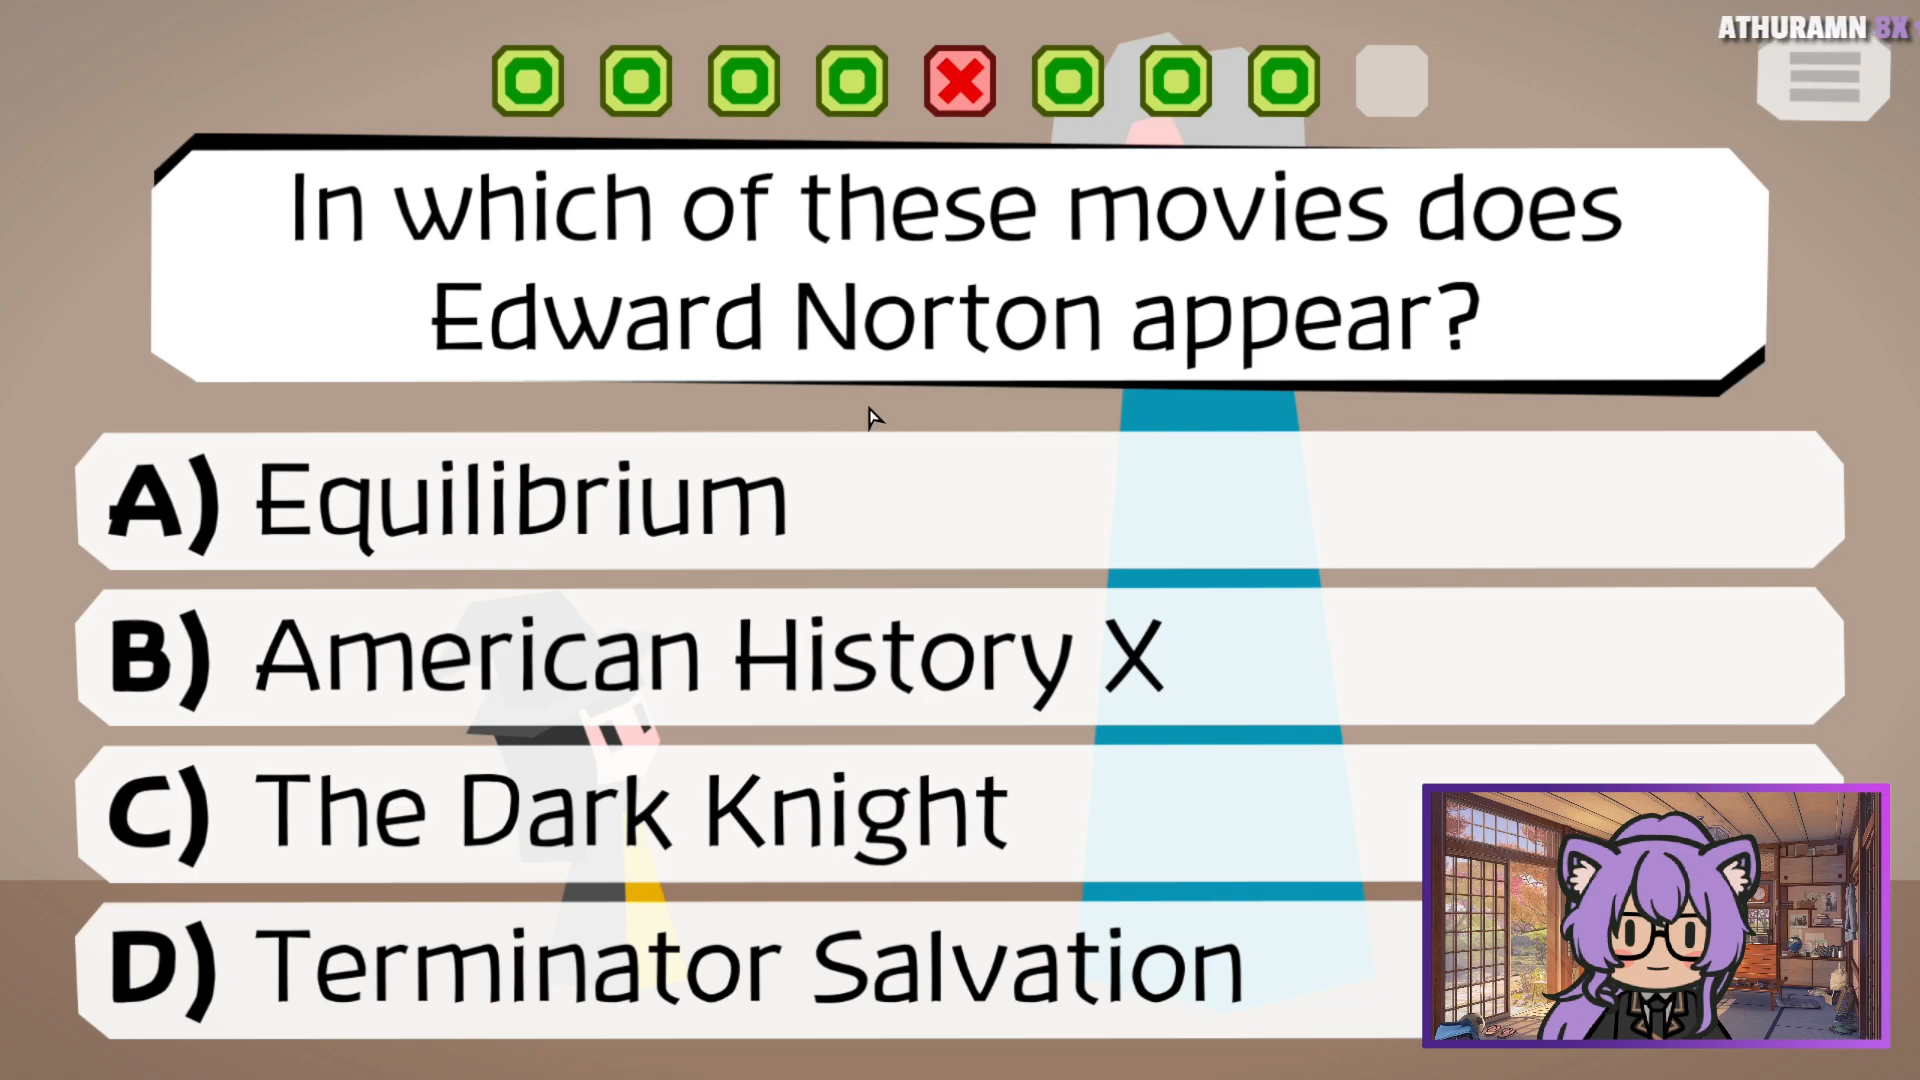 ATHURAMN 8X
In which of these movies does
Edward Norton appear?
A) Equilibrium
B) American History X
C) The Dark Knight
D) Terminator Salvation